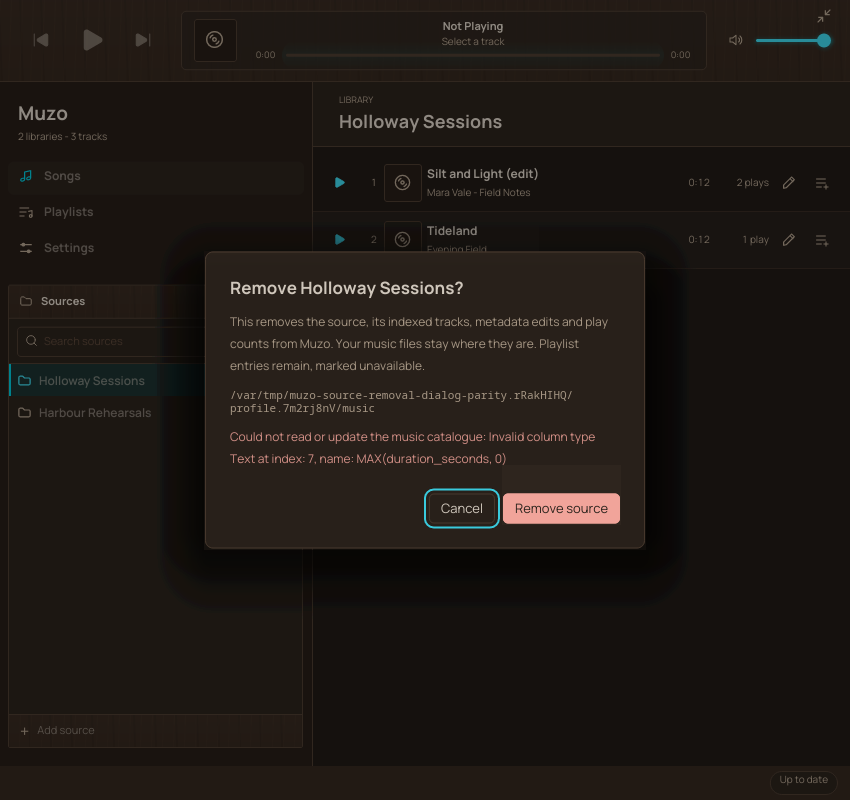 Not Playing
Select a track
0:00
0:00
Muzo
2 libraries - 3 tracks
Songs
Playlists
Settings
Sources
Search sources
Holloway Sessions
Harbour Rehearsals
Add source
LIBRARY
Holloway Sessions
1
Silt and Light (edit)
Mara Vale - Field Notes
0:12
2 plays
2
Tideland
Evening Field
0:12
1 play
Remove Holloway Sessions?
This removes the source, its indexed tracks, metadata edits and play
counts from Muzo. Your music files stay where they are. Playlist
entries remain, marked unavailable.
/var/tmp/muzo-source-removal-dialog-parity.rRakHIHQ/
profile.7m2rj8nV/music
Could not read or update the music catalogue: Invalid column type
Text at index: 7, name: MAX(duration_seconds, 0)
Cancel
Remove source
Up to date